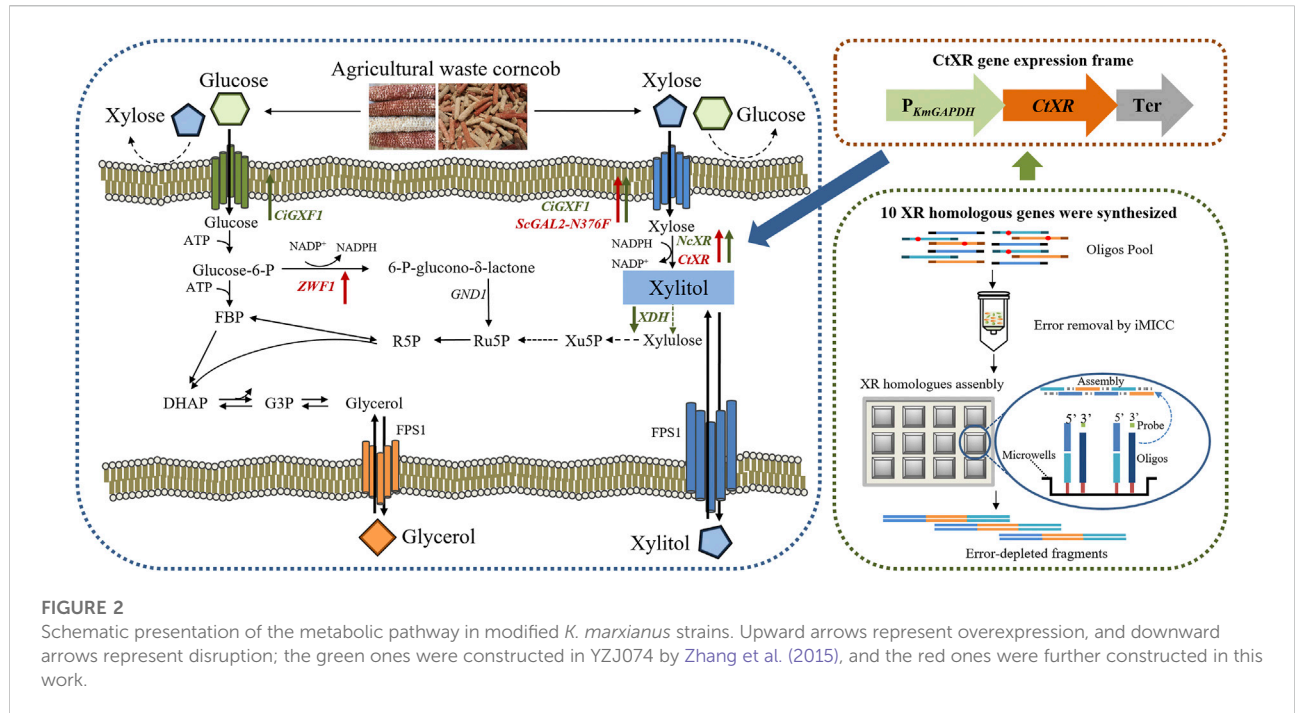 Agricultural waste corncob
Glucose
Xylose
Xylose
Glucose
CiGXF1
CiGXF1
ScGAL2-N376F
Glucose
ATP
NADP+ NADPH
Glucose-6-P
6-P-glucono-δ-lactone
ZWF1
ATP
GND1
FBP
R5P
Ru5P
Xu5P
Xylulose
Xylose
NADPH
NADP+
NcXR
CtXR
Xylitol
XDH
DHAP
G3P
Glycerol
FPS1
FPS1
Glycerol
Xylitol
CtXR gene expression frame
PKmGAPDH
CtXR
Ter
10 XR homologous genes were synthesized
Oligos Pool
Error removal by iMICC
XR homologues assembly
Assembly
5’ 3’
5’ 3’
Probe
Oligos
Microwells
Error-depleted fragments
FIGURE 2
Schematic presentation of the metabolic pathway in modified K. marxianus strains. Upward arrows represent overexpression, and downward
arrows represent disruption; the green ones were constructed in YZJ074 by Zhang et al. (2015), and the red ones were further constructed in this
work.